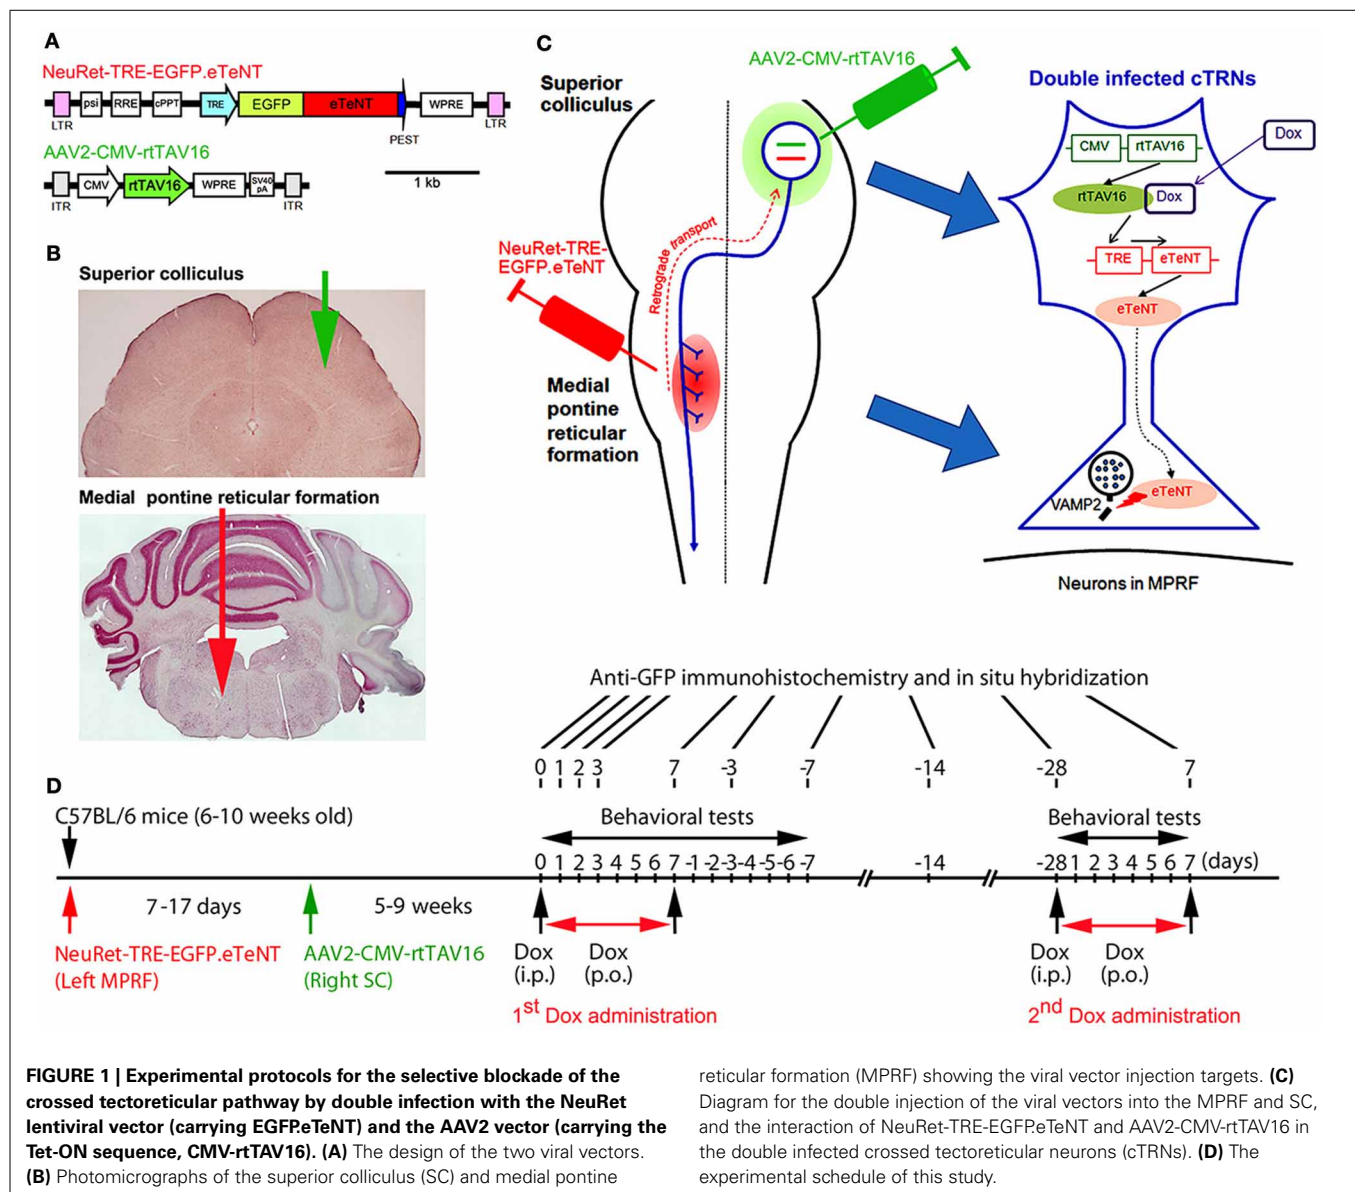 A
NeuRet-TRE-EGFP.eTeNT
psi RRE cPPT TRE EGFP eTeNT WPRE
LTR PEST LTR
AAV2-CMV-rtTAV16
CMV rtTAV16 WPRE SV40 pA
ITR ITR
1 kb
B
Superior colliculus
Medial pontine reticular formation
C
Superior
colliculus
AAV2-CMV-rtTAV16
NeuRet-TRE-
EGFP.eTeNT
Retrograde transport
Medial
pontine
reticular
formation
Double infected cTRNs
CMV rtTAV16 Dox
rtTAV16 Dox
TRE eTeNT
eTeNT
eTeNT
VAMP2
Neurons in MPRF
D
Anti-GFP immunohistochemistry and in situ hybridization
0 1 2 3 7 -3 -7 -14 -28 7
C57BL/6 mice (6-10 weeks old)
Behavioral tests Behavioral tests
0 1 2 3 4 5 6 7 -1 -2 -3 -4 -5 -6 -7 -14 -28 1 2 3 4 5 6 7 (days)
7-17 days 5-9 weeks
NeuRet-TRE-EGFP.eTeNT
(Left MPRF)
AAV2-CMV-rtTAV16
(Right SC)
Dox
(i.p.)
Dox
(p.o.)
1st Dox administration
Dox
(i.p.)
Dox
(p.o.)
2nd Dox administration
FIGURE 1 | Experimental protocols for the selective blockade of the
crossed tectoreticular pathway by double infection with the NeuRet
lentiviral vector (carrying EGFP.eTeNT) and the AAV2 vector (carrying the
Tet-ON sequence, CMV-rtTAV16). (A) The design of the two viral vectors.
(B) Photomicrographs of the superior colliculus (SC) and medial pontine
reticular formation (MPRF) showing the viral vector injection targets. (C)
Diagram for the double injection of the viral vectors into the MPRF and SC,
and the interaction of NeuRet-TRE-EGFP.eTeNT and AAV2-CMV-rtTAV16 in
the double infected crossed tectoreticular neurons (cTRNs). (D) The
experimental schedule of this study.